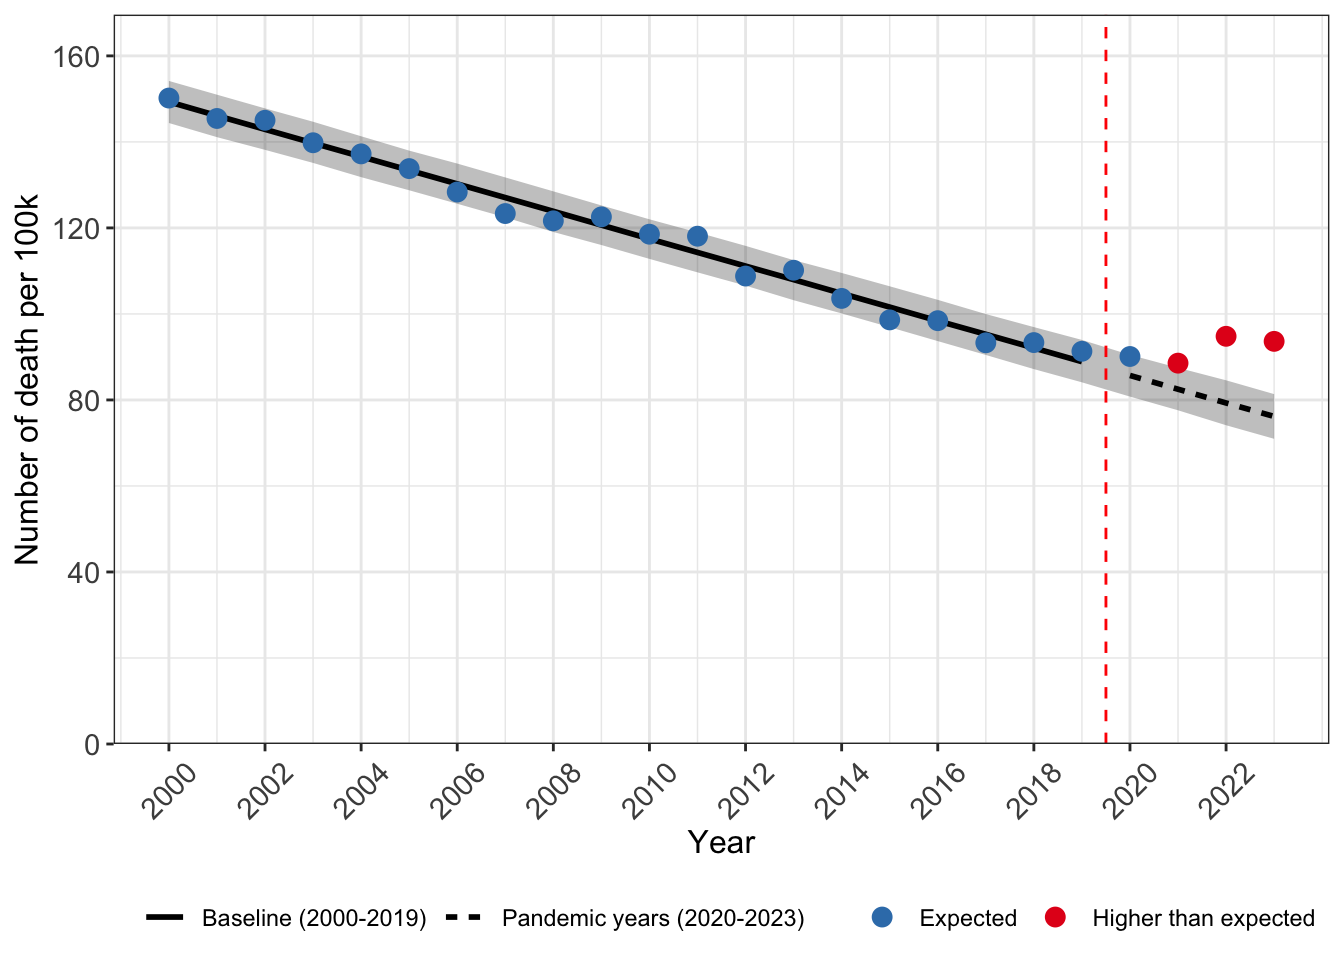 160
120
80
40
0
Number of death per 100k
2000
2002
2004
2006
2008
2010
2012
2014
2016
2018
2020
2022
Year
Baseline (2000-2019)
Pandemic years (2020-2023)
Expected
Higher than expected